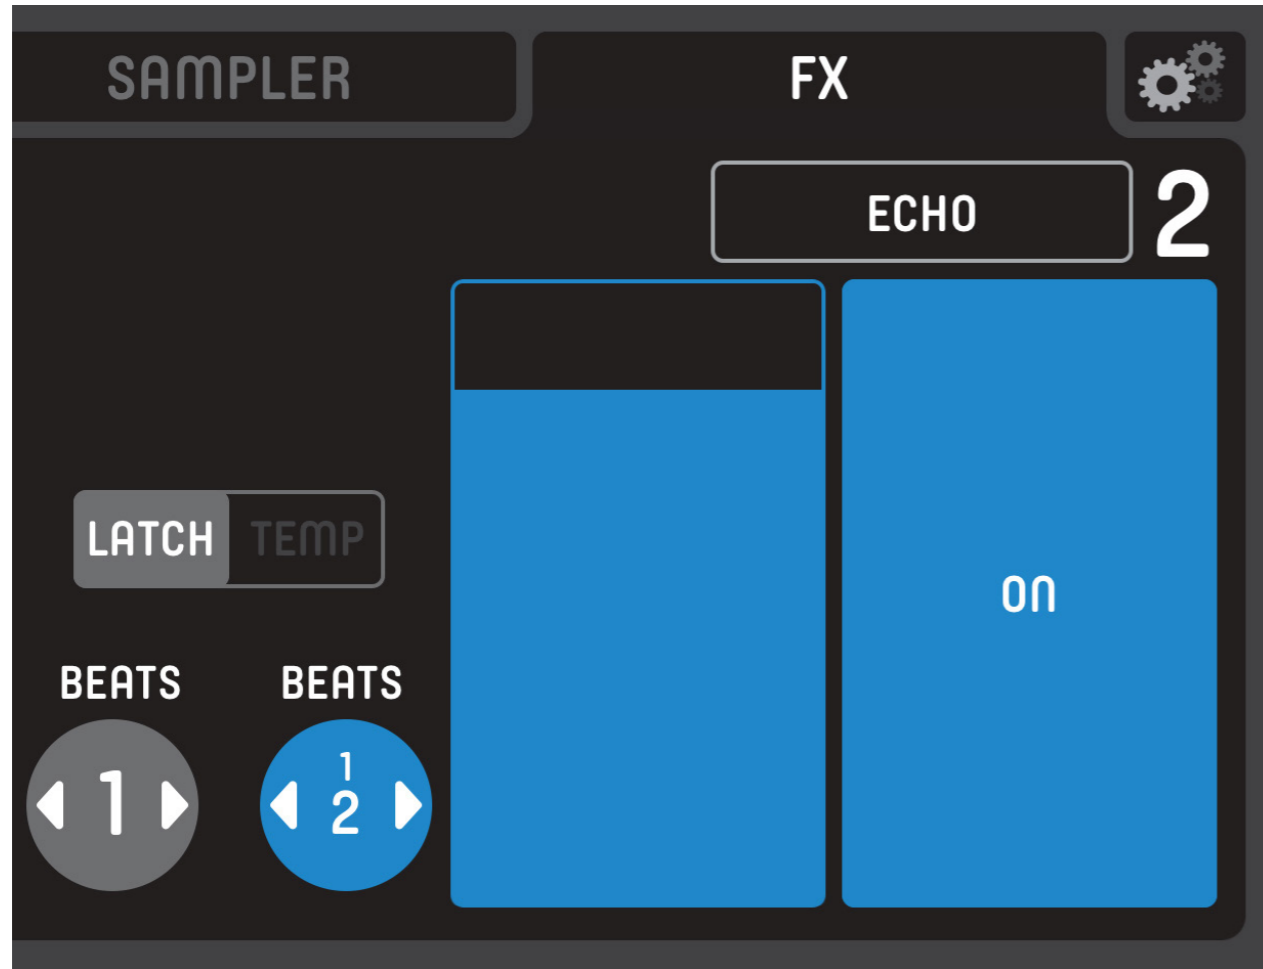 SAMPLER
FX
ECHO
2
LATCH
TEMP
ON
BEATS
BEATS
1
1
2